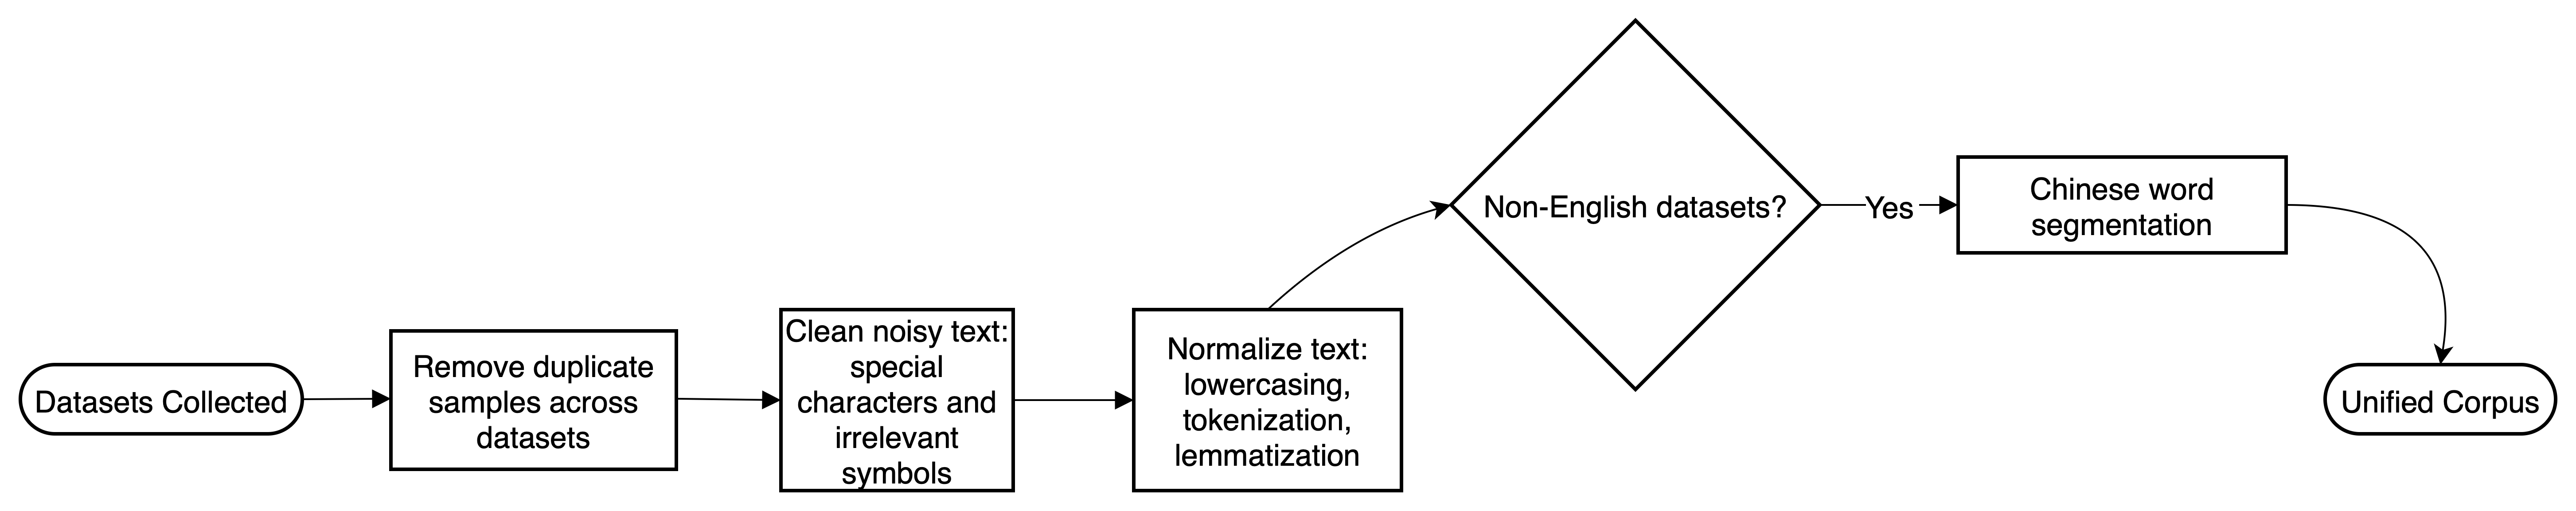 Datasets Collected
Remove duplicate
samples across
datasets
Clean noisy text:
special
characters and
irrelevant
symbols
Normalize text:
lowercasing,
tokenization,
lemmatization
Non-English datasets?
Yes
Chinese word
segmentation
Unified Corpus